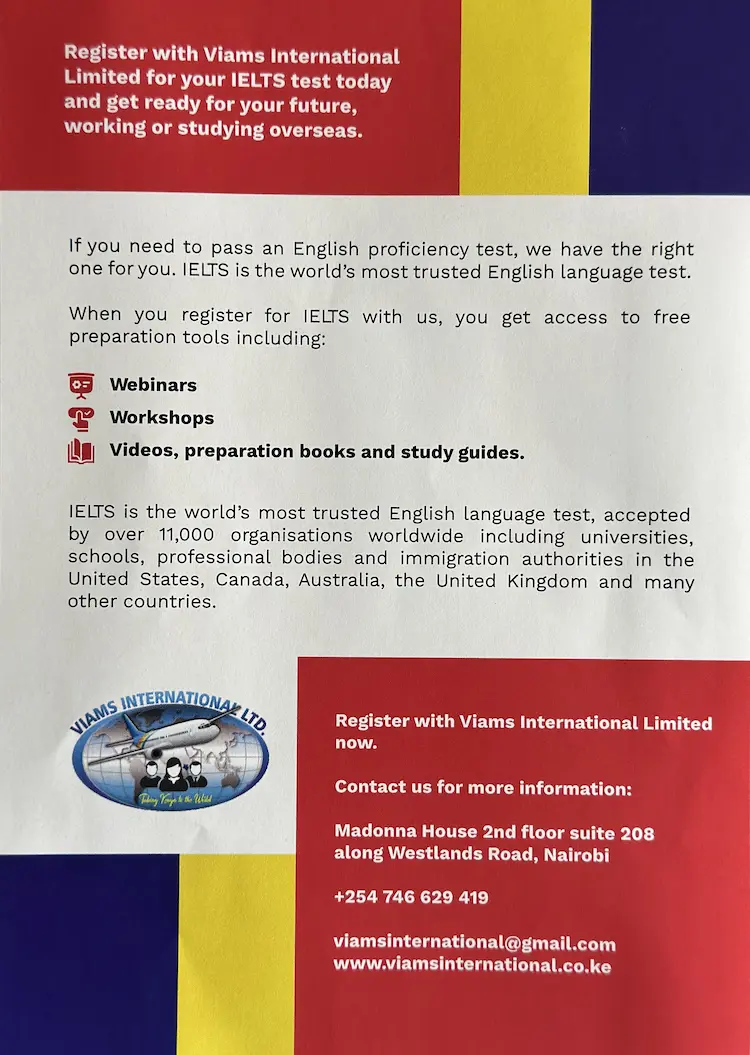 Register with Viams International
Limited for your IELTS test today
and get ready for your future,
working or studying overseas.
If you need to pass an English proficiency test, we have the right
one for you. IELTS is the world's most trusted English language test.
When you register for IELTS with us, you get access to free
preparation tools including:
Webinars
Workshops
Videos, preparation books and study guides.
IELTS is the world's most trusted English language test, accepted
by over 11,000 organisations worldwide including universities,
schools, professional bodies and immigration authorities in the
United States, Canada, Australia, the United Kingdom and many
other countries.
VIAMS INTERNATIONAL LTD.
Taking Kenya to the World
Register with Viams International Limited
now.
Contact us for more information:
Madonna House 2nd floor suite 208
along Westlands Road, Nairobi
+254 746 629 419
viamsinternational@gmail.com
www.viamsinternational.co.ke